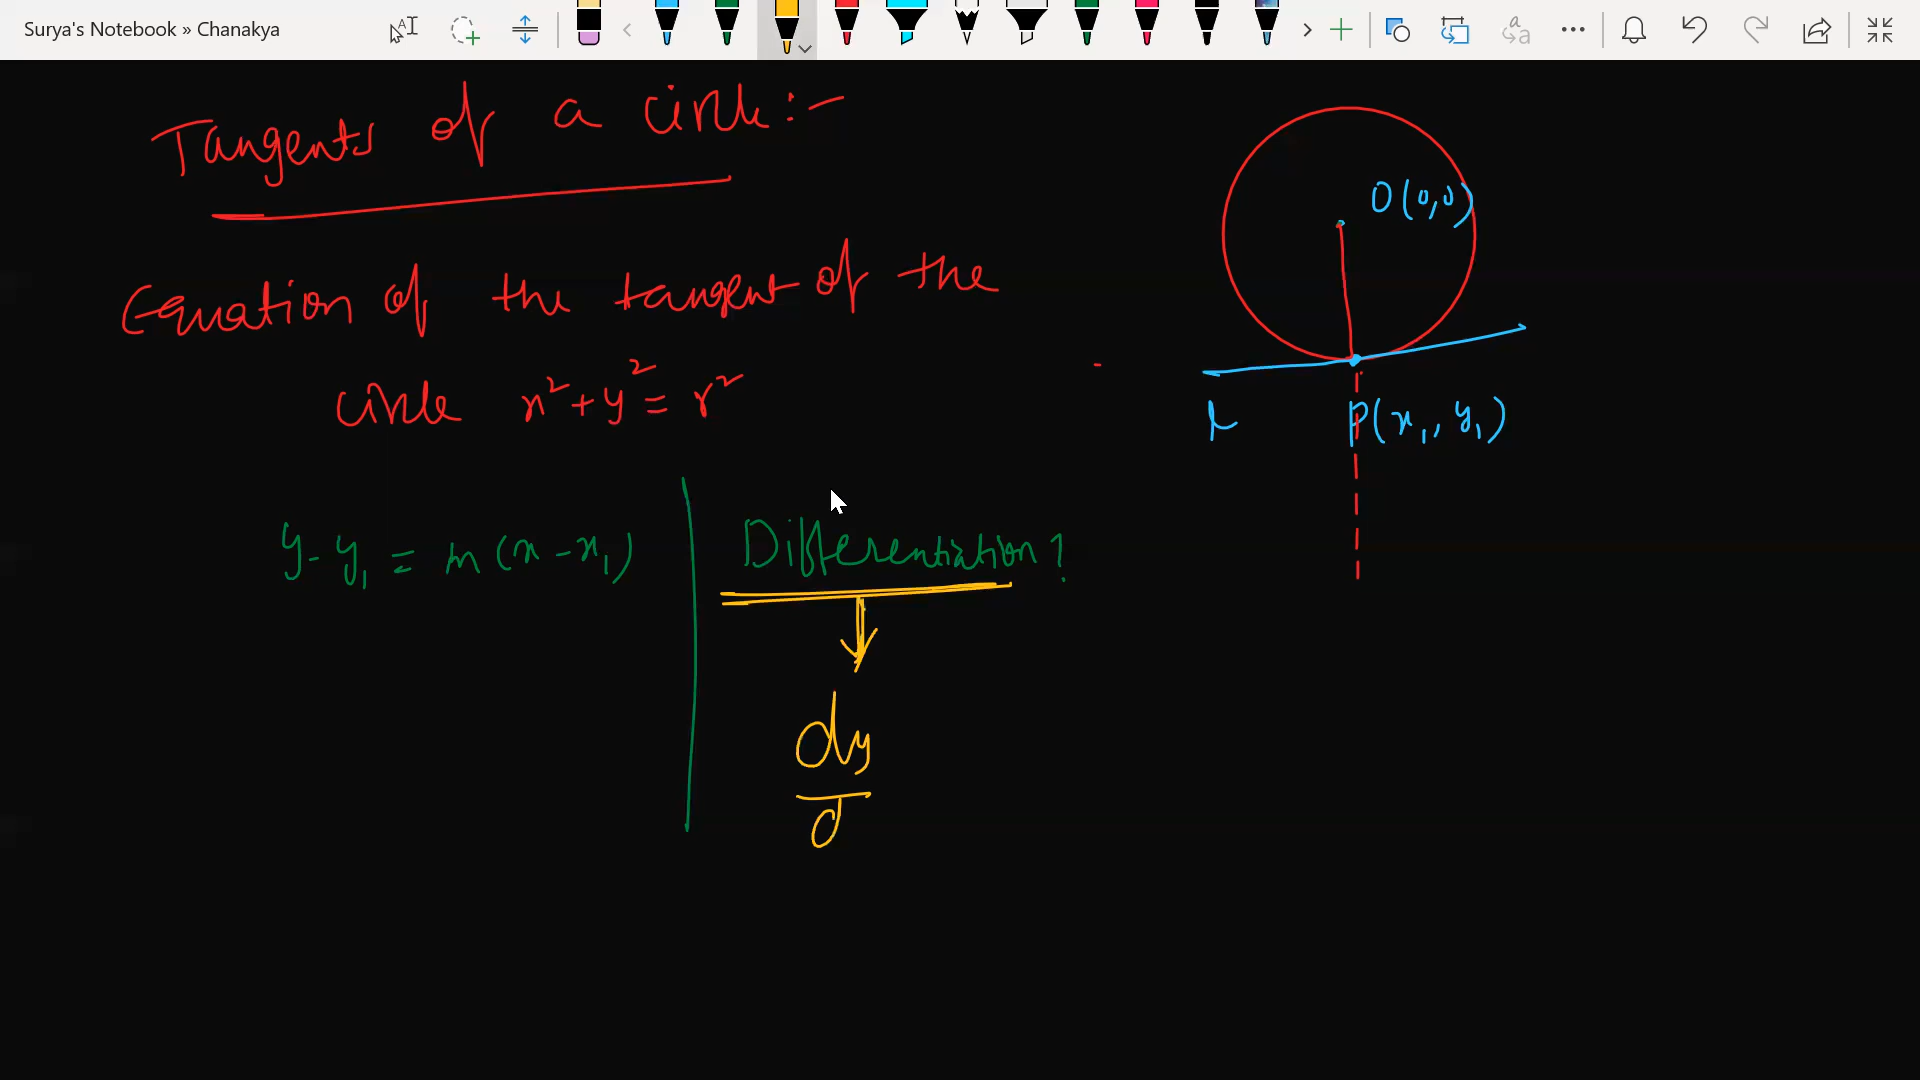 Surya's Notebook » Chanakya
Tangents of a circle :-
O(0,0)
Equation of the tangent of the
circle x²+y² = r²
P(x₁, y₁)
y - y₁ = m(x - x₁)
Differentiation?
dy
d